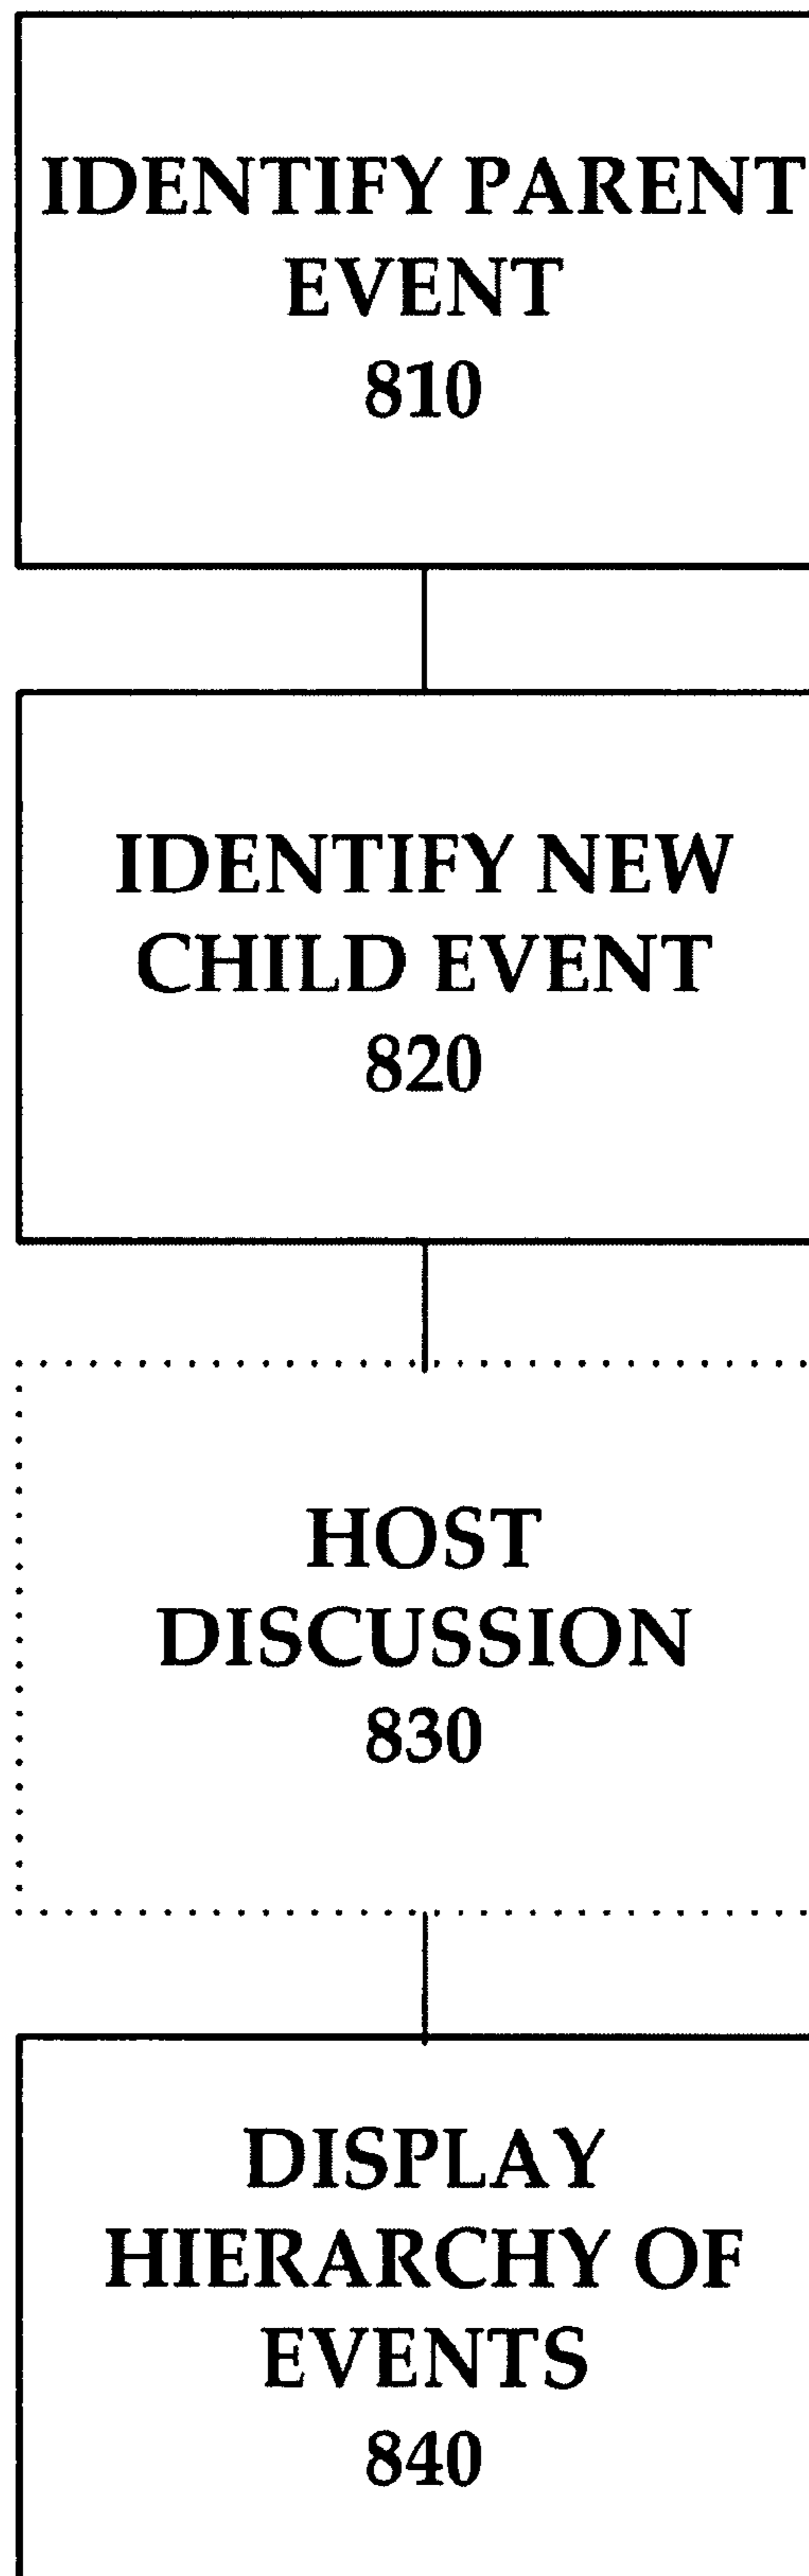 IDENTIFY PARENT
EVENT
810
IDENTIFY NEW
CHILD EVENT
820
HOST
DISCUSSION
830
DISPLAY
HIERARCHY OF
EVENTS
840